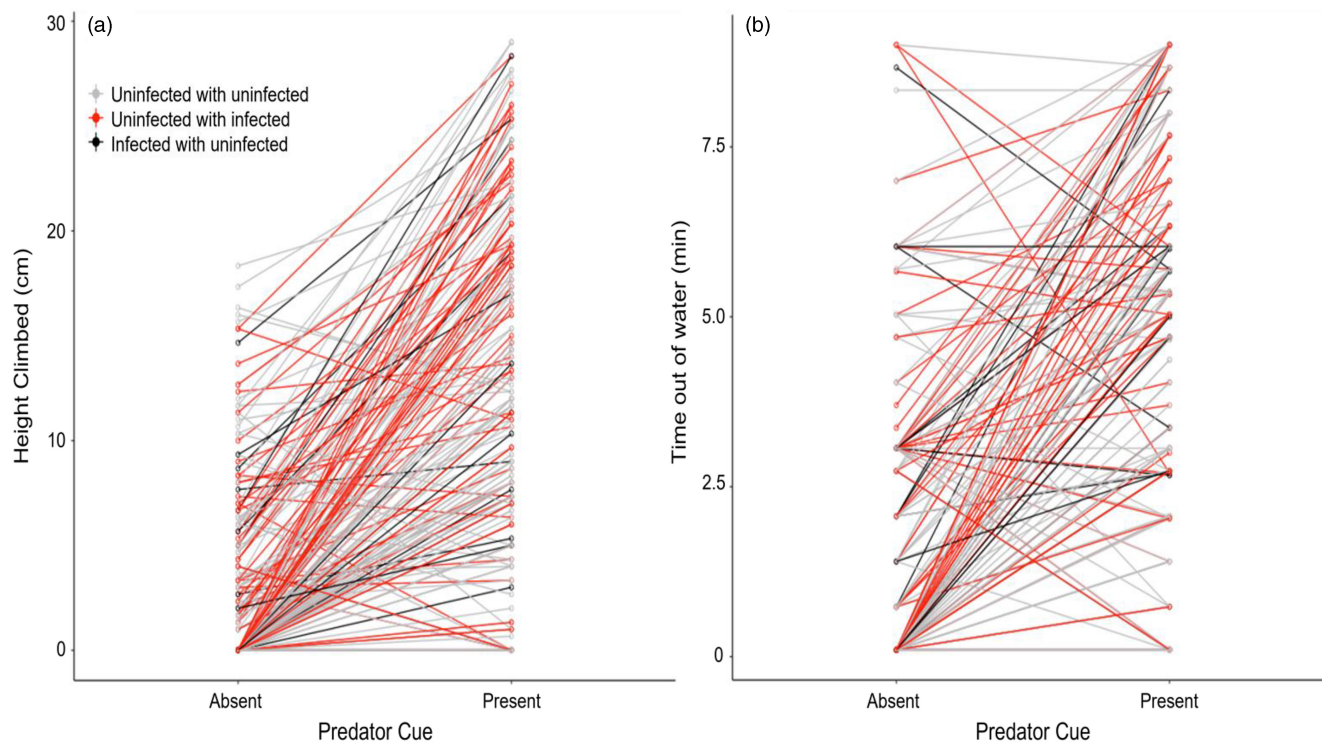 (a)
30
20
10
0
Height Climbed (cm)
Uninfected with uninfected
Uninfected with infected
Infected with uninfected
Absent
Present
Predator Cue
(b)
7.5
5.0
2.5
0
Time out of water (min)
Absent
Present
Predator Cue